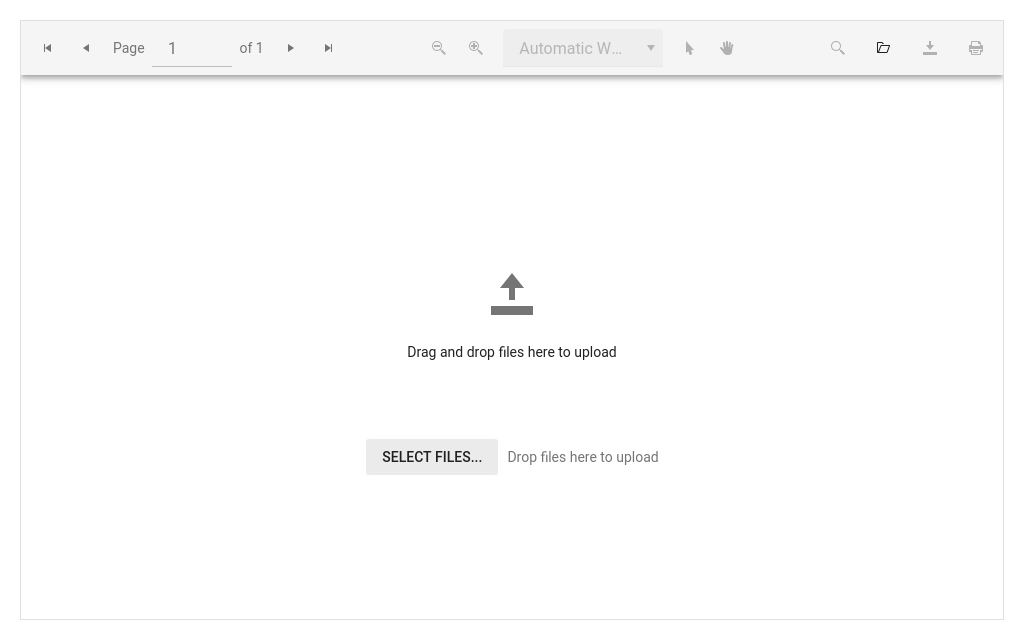 Page 1 of 1 Automatic W...
Drag and drop files here to upload
SELECT FILES... Drop files here to upload